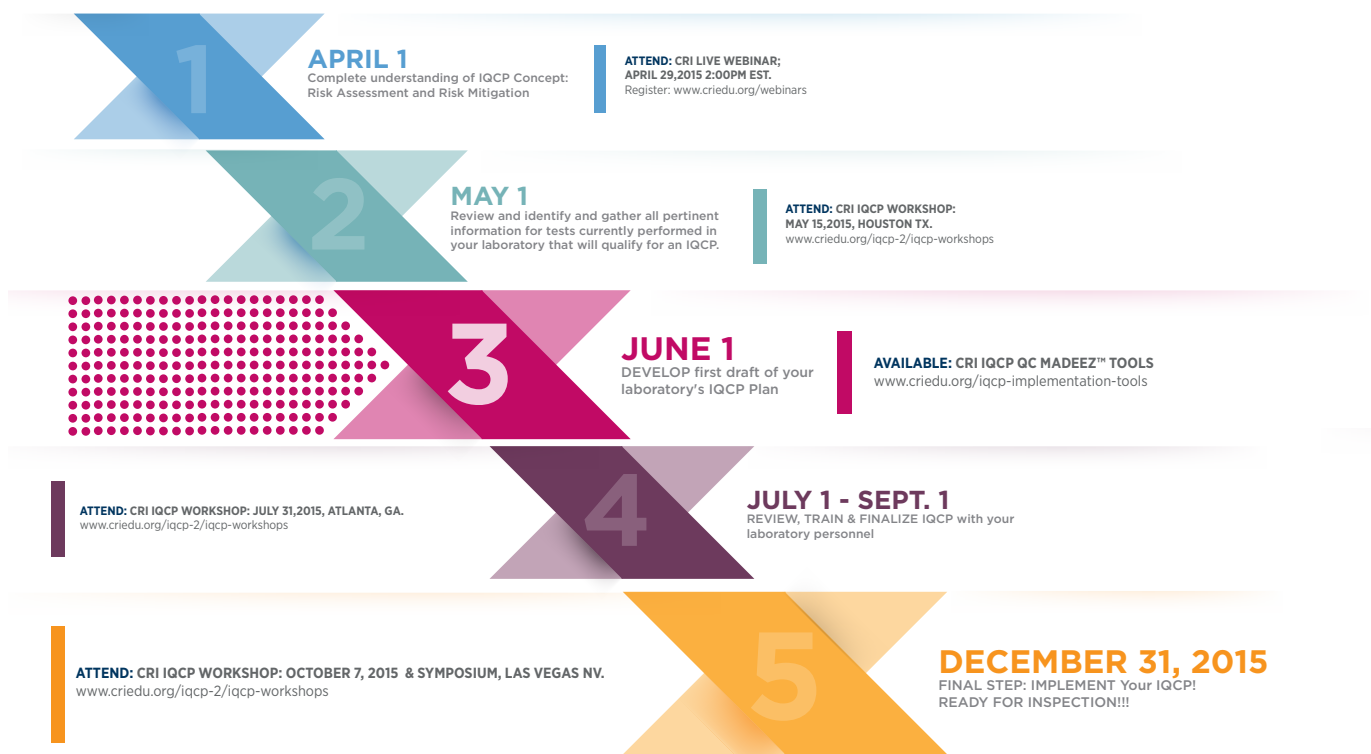 1
APRIL 1
Complete understanding of IQCP Concept:
Risk Assessment and Risk Mitigation
ATTEND: CRI LIVE WEBINAR;
APRIL 29,2015 2:00PM EST.
Register: www.criedu.org/webinars
2
MAY 1
Review and identify and gather all pertinent
information for tests currently performed in
your laboratory that will qualify for an IQCP.
ATTEND: CRI IQCP WORKSHOP:
MAY 15,2015, HOUSTON TX.
www.criedu.org/iqcp-2/iqcp-workshops
3
JUNE 1
DEVELOP first draft of your
laboratory's IQCP Plan
AVAILABLE: CRI IQCP QC MADEEZ™ TOOLS
www.criedu.org/iqcp-implementation-tools
ATTEND: CRI IQCP WORKSHOP: JULY 31,2015, ATLANTA, GA.
www.criedu.org/iqcp-2/iqcp-workshops
4
JULY 1 - SEPT. 1
REVIEW, TRAIN & FINALIZE IQCP with your
laboratory personnel
ATTEND: CRI IQCP WORKSHOP: OCTOBER 7, 2015 & SYMPOSIUM, LAS VEGAS NV.
www.criedu.org/iqcp-2/iqcp-workshops
5
DECEMBER 31, 2015
FINAL STEP: IMPLEMENT Your IQCP!
READY FOR INSPECTION!!!